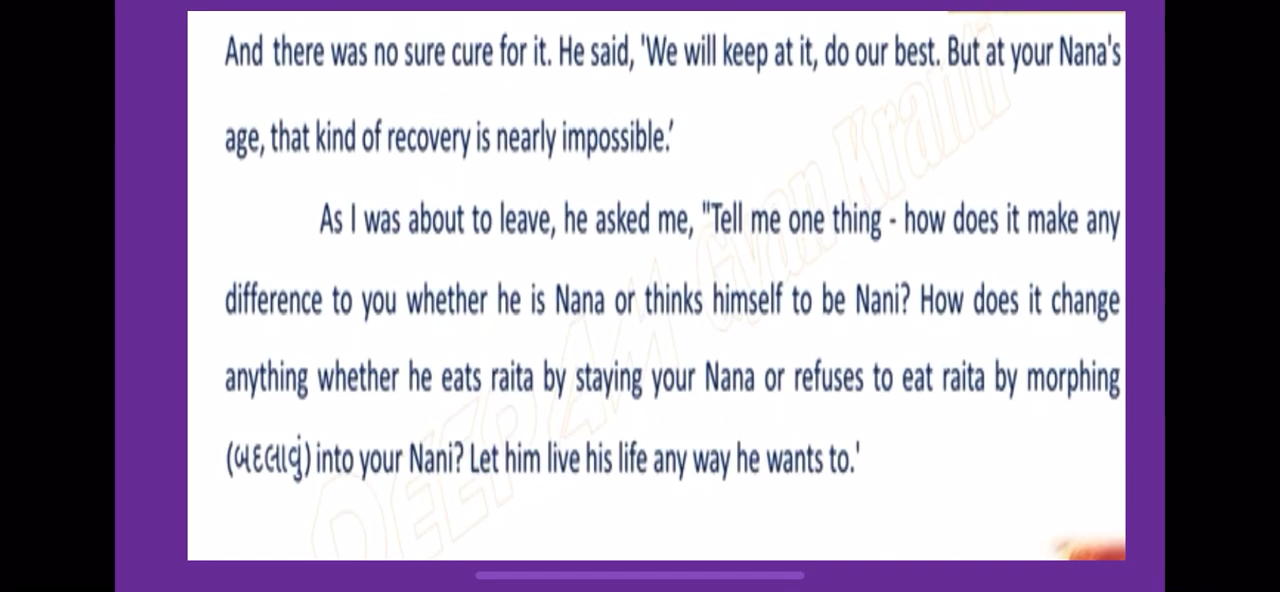 And there was no sure cure for it. He said, 'We will keep at it, do our best. But at your Nana's
age, that kind of recovery is nearly impossible.'
As I was about to leave, he asked me, "Tell me one thing - how does it make any
difference to you whether he is Nana or thinks himself to be Nani? How does it change
anything whether he eats raita by staying your Nana or refuses to eat raita by morphing
(બદલાવું) into your Nani? Let him live his life any way he wants to.'
DEEPAM Gyan Kranti